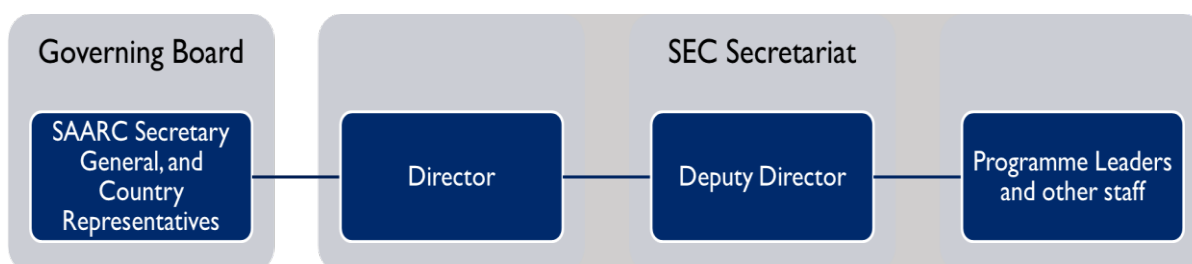 Governing Board
SEC Secretariat
SAARC Secretary
General, and
Country
Representatives
Director
Deputy Director
Programme Leaders
and other staff